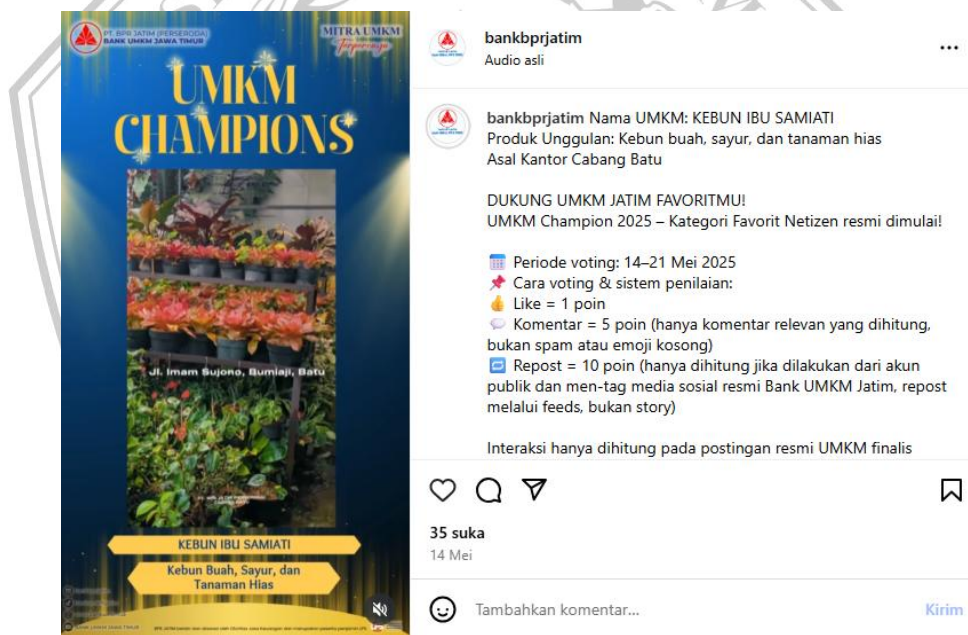 PT. BPR JATIM (PERSERODA)
BANK UMKM JAWA TIMUR
MITRA UMKM
Terpercaya
UMKM
CHAMPIONS
Jl. Imam Sujono, Bumiaji, Batu
KEBUN IBU SAMIATI
Kebun Buah, Sayur, dan
Tanaman Hias
BANK UMKM JAWA TIMUR
bankbprjatim
Audio asli
bankbprjatim Nama UMKM: KEBUN IBU SAMIATI
Produk Unggulan: Kebun buah, sayur, dan tanaman hias
Asal Kantor Cabang Batu
DUKUNG UMKM JATIM FAVORITMU!
UMKM Champion 2025 – Kategori Favorit Netizen resmi dimulai!
📅 Periode voting: 14–21 Mei 2025
📌 Cara voting & sistem penilaian:
👍 Like = 1 poin
💬 Komentar = 5 poin (hanya komentar relevan yang dihitung,
bukan spam atau emoji kosong)
🔁 Repost = 10 poin (hanya dihitung jika dilakukan dari akun
publik dan men-tag media sosial resmi Bank UMKM Jatim, repost
melalui feeds, bukan story)
Interaksi hanya dihitung pada postingan resmi UMKM finalis
35 suka
14 Mei
Tambahkan komentar...
Kirim